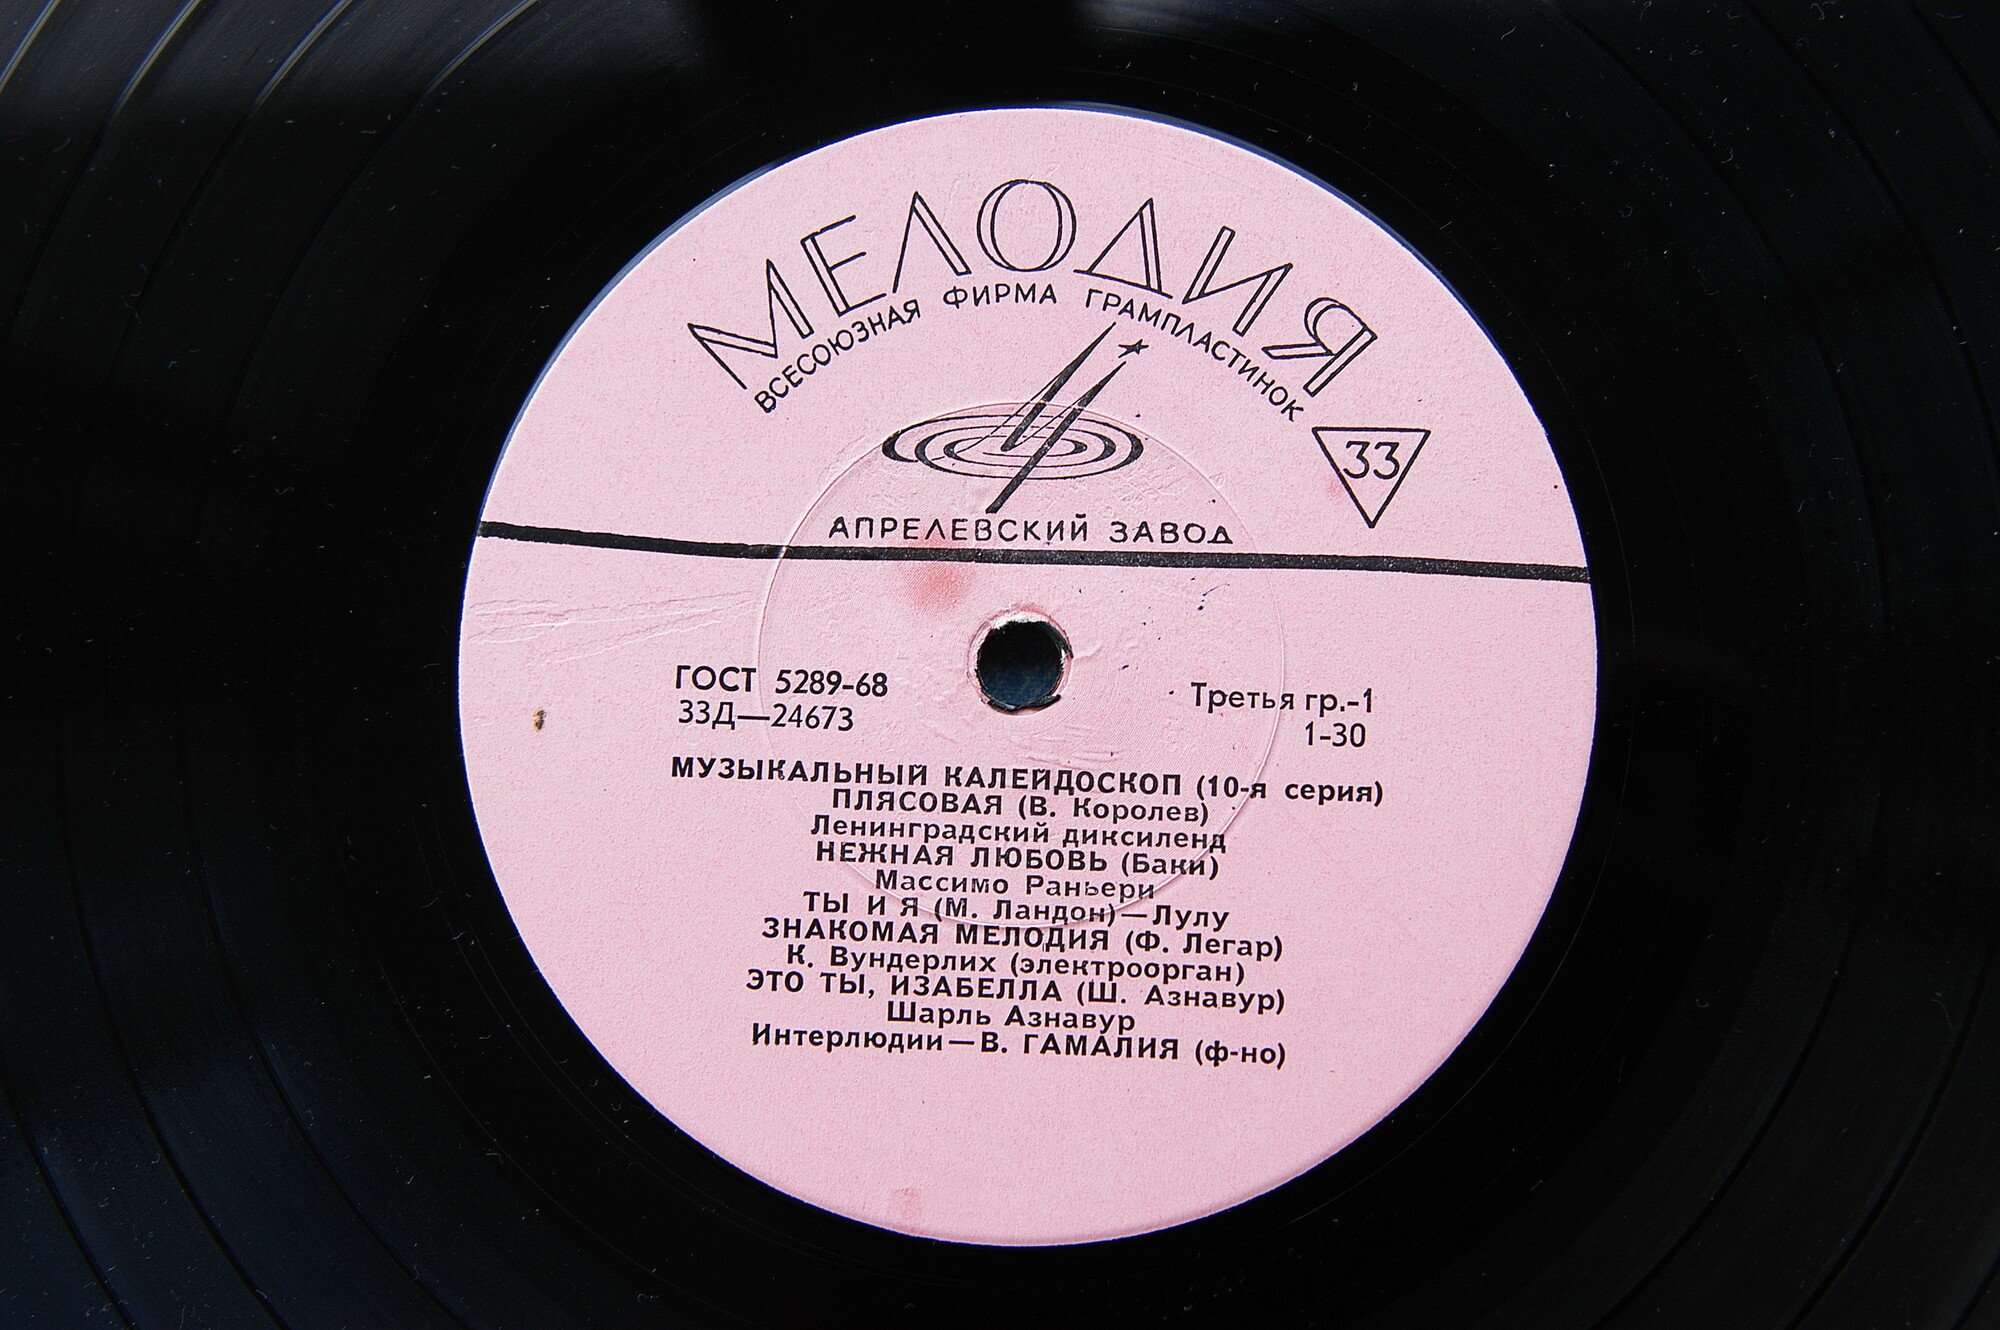 МЕЛОДИЯ
ВСЕСОЮЗНАЯ ФИРМА ГРАМПЛАСТИНОК
33
АПРЕЛЕВСКИЙ ЗАВОД
ГОСТ 5289-68
33Д—24673
Третья гр.-1
1-30
МУЗЫКАЛЬНЫЙ КАЛЕЙДОСКОП (10-я серия)
ПЛЯСОВАЯ (В. Королев)
Ленинградский диксиленд
НЕЖНАЯ ЛЮБОВЬ (Баки)
Массимо Раньери
ТЫ И Я (М. Ландон)—Лулу
ЗНАКОМАЯ МЕЛОДИЯ (Ф. Легар)
К. Вундерлих (электроорган)
ЭТО ТЫ, ИЗАБЕЛЛА (Ш. Азнавур)
Шарль Азнавур
Интерлюдии—В. ГАМАЛИЯ (ф-но)